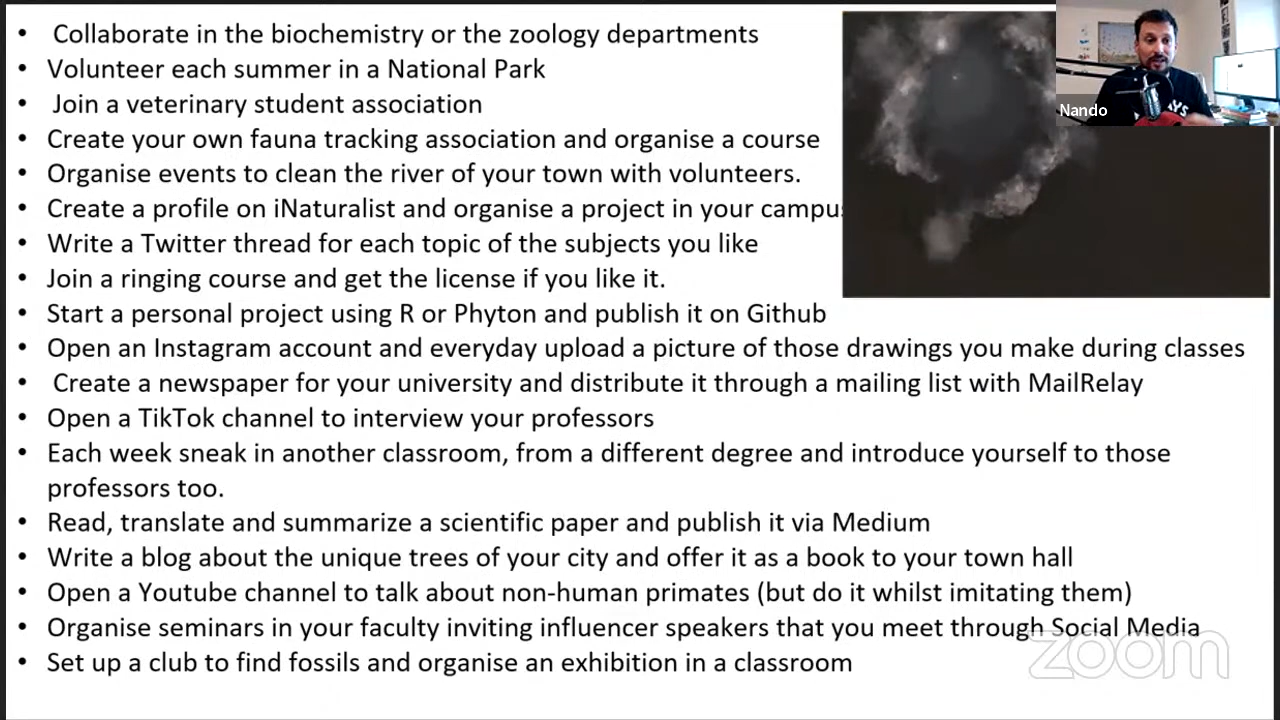 • Collaborate in the biochemistry or the zoology departments
• Volunteer each summer in a National Park
• Join a veterinary student association
• Create your own fauna tracking association and organise a course
• Organise events to clean the river of your town with volunteers.
• Create a profile on iNaturalist and organise a project in your campus
• Write a Twitter thread for each topic of the subjects you like
• Join a ringing course and get the license if you like it.
• Start a personal project using R or Phyton and publish it on Github
• Open an Instagram account and everyday upload a picture of those drawings you make during classes
• Create a newspaper for your university and distribute it through a mailing list with MailRelay
• Open a TikTok channel to interview your professors
• Each week sneak in another classroom, from a different degree and introduce yourself to those
professors too.
• Read, translate and summarize a scientific paper and publish it via Medium
• Write a blog about the unique trees of your city and offer it as a book to your town hall
• Open a Youtube channel to talk about non-human primates (but do it whilst imitating them)
• Organise seminars in your faculty inviting influencer speakers that you meet through Social Media
• Set up a club to find fossils and organise an exhibition in a classroom
Nando
zoom